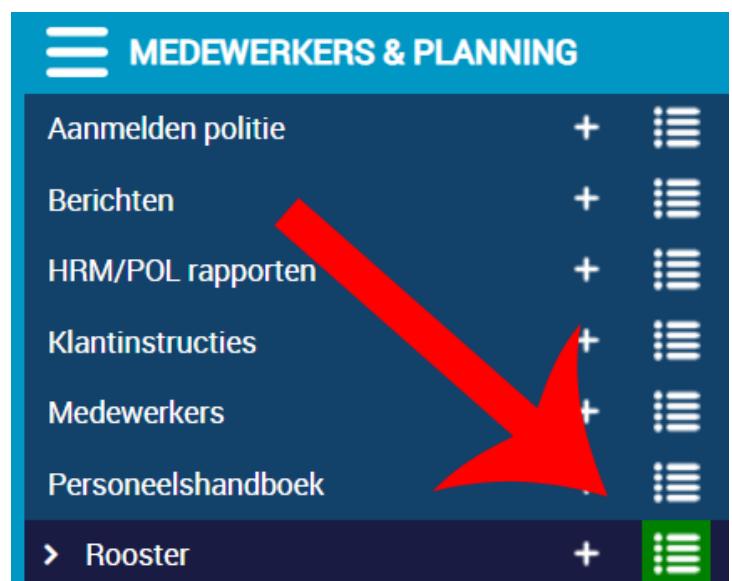 MEDEWERKERS & PLANNING
Aanmelden politie
Berichten
HRM/POL rapporten
Klantinstructies
Medewerkers
Personeelshandboek
Rooster